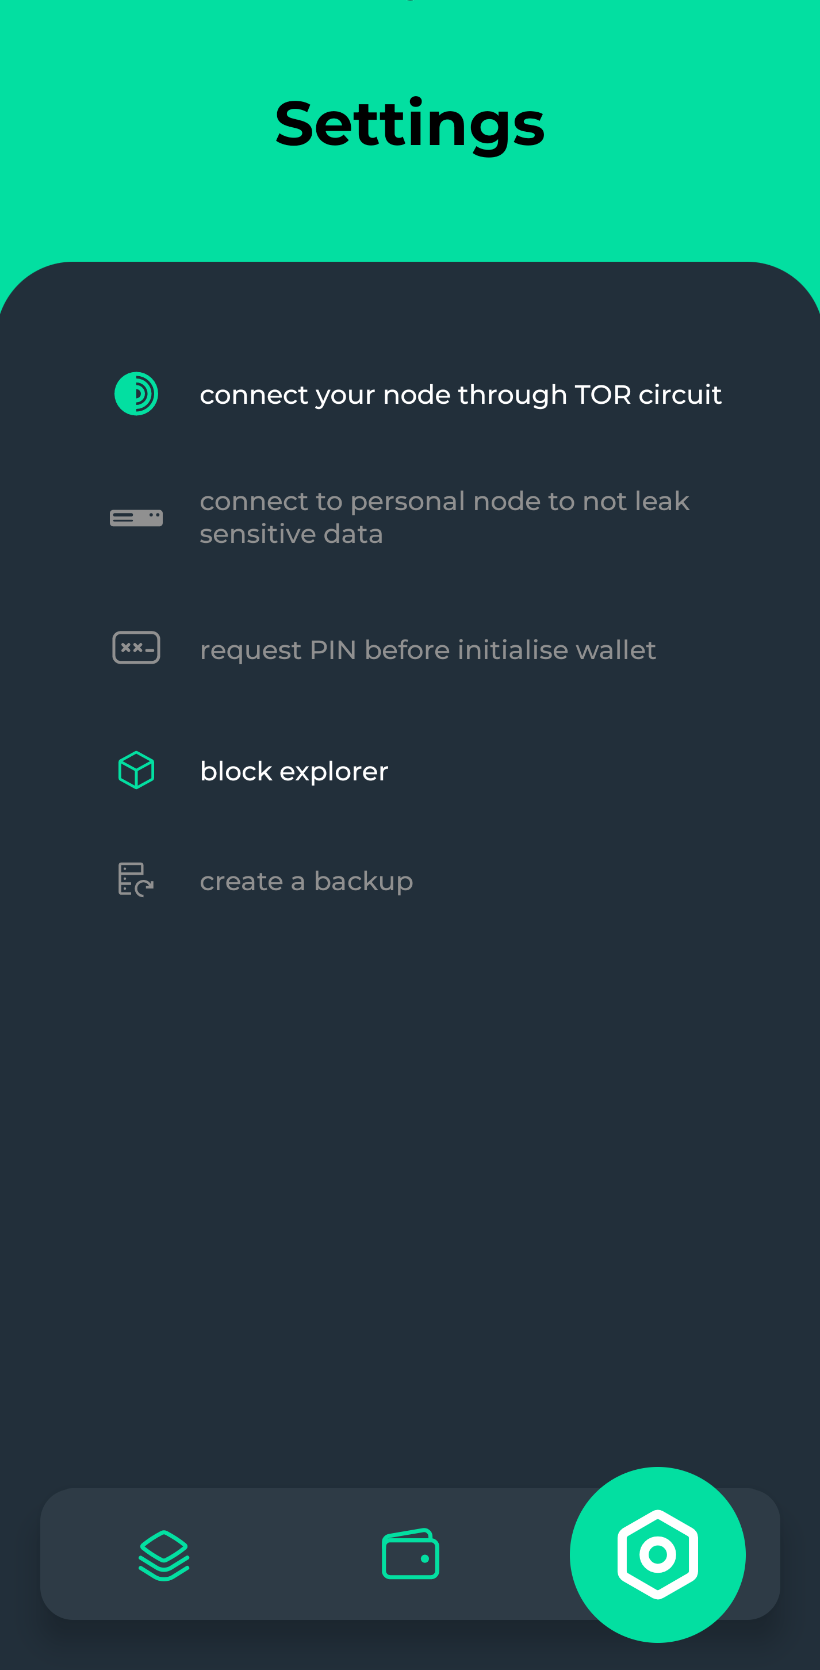 Settings
connect your node through TOR circuit
connect to personal node to not leak
sensitive data
request PIN before initialise wallet
block explorer
create a backup